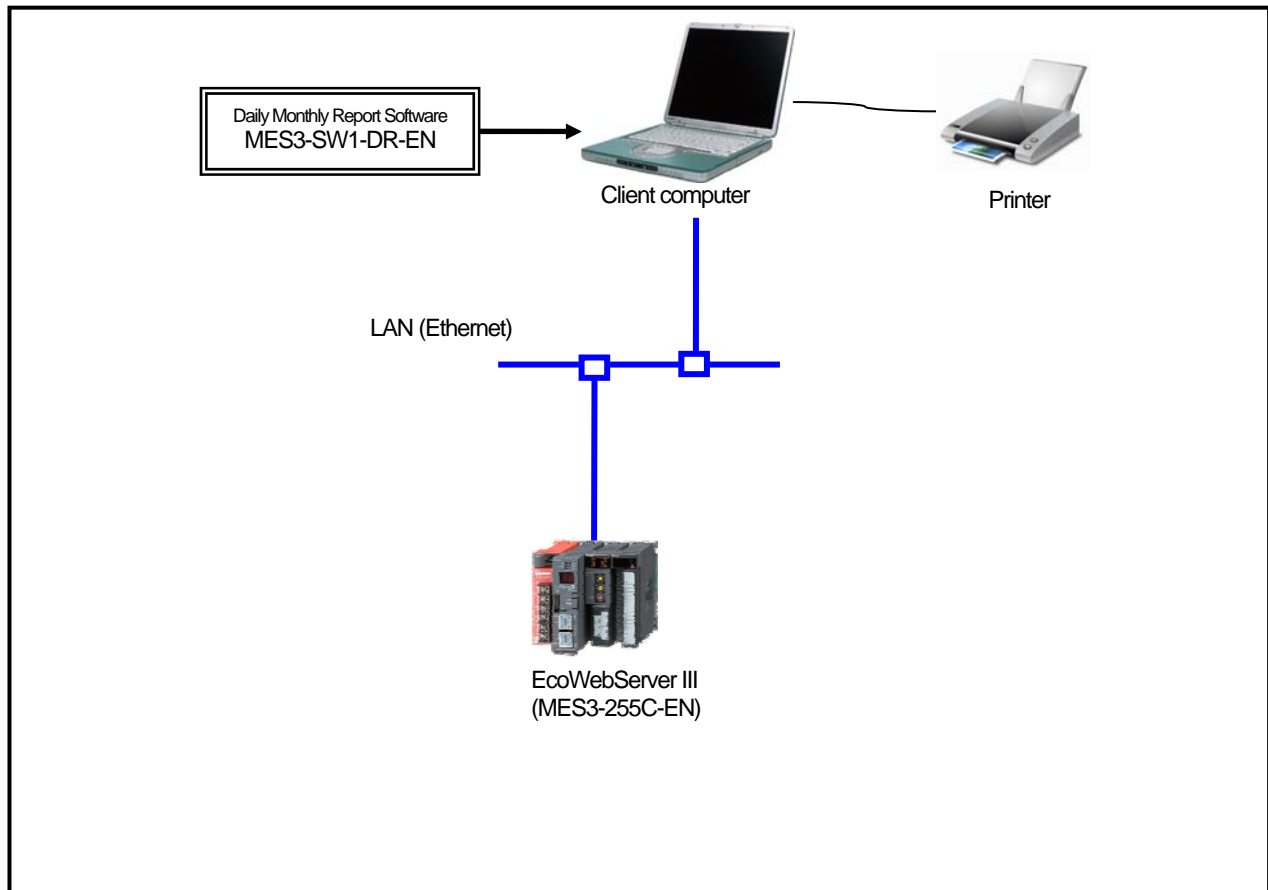 Daily Monthly Report Software
MES3-SW1-DR-EN
Client computer
Printer
LAN (Ethernet)
EcoWebServer III
(MES3-255C-EN)